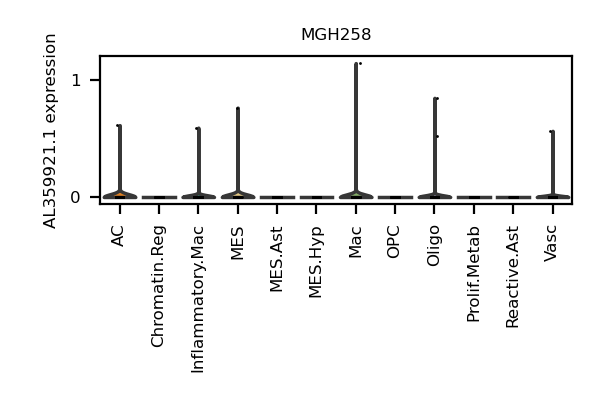 MGH258
AL359921.1 expression
1
0
AC
Chromatin.Reg
Inflammatory.Mac
MES
MES.Ast
MES.Hyp
Mac
OPC
Oligo
Prolif.Metab
Reactive.Ast
Vasc